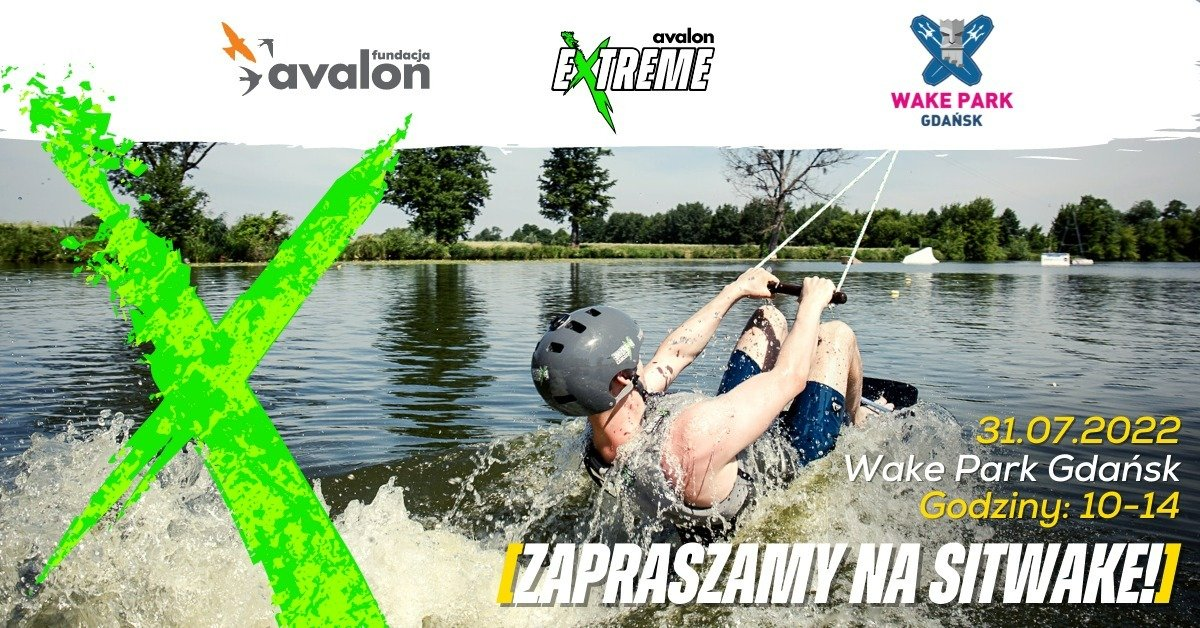 fundacja
avalon
avalon
EXTREME
WAKE PARK
GDAŃSK
31.07.2022
Wake Park Gdańsk
Godziny: 10-14
[ZAPRASZAMY NA SITWAKE!]